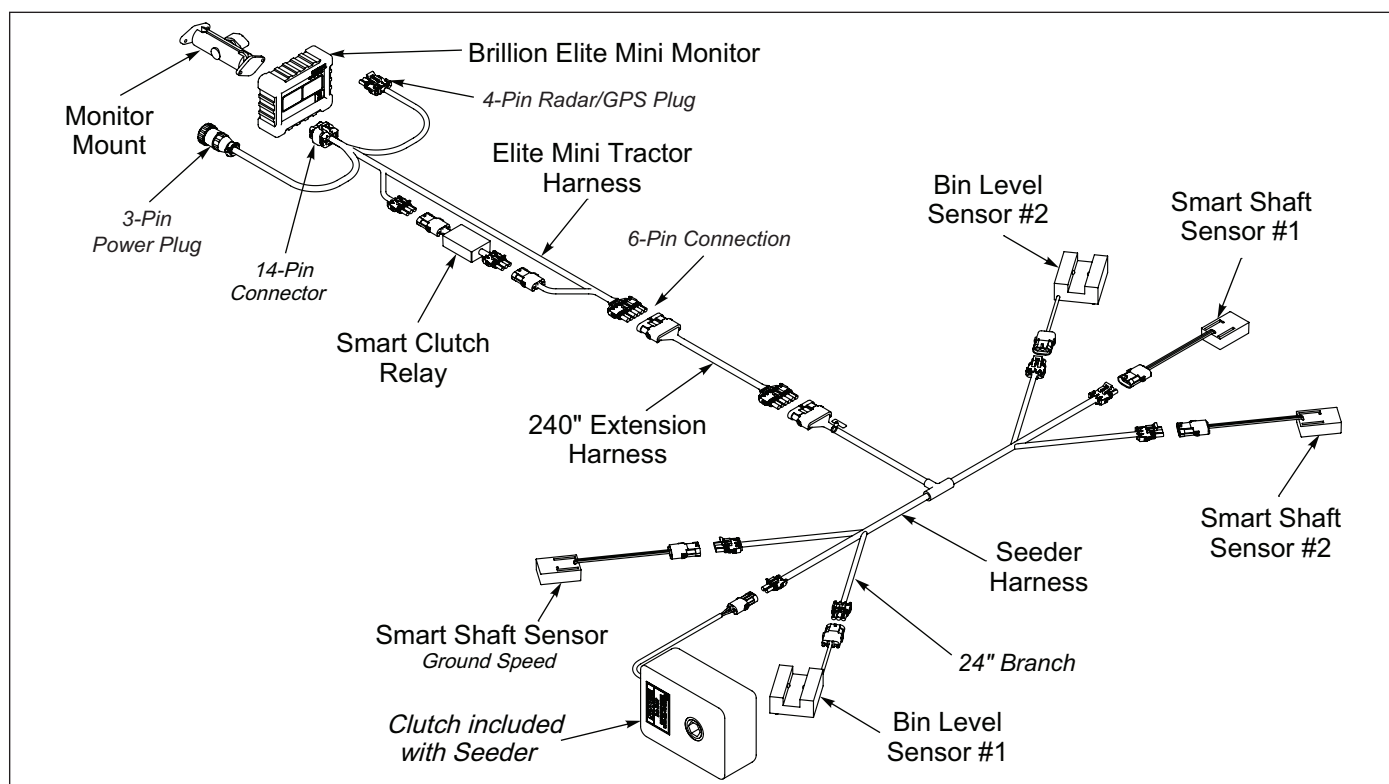 Brillion Elite Mini Monitor
4-Pin Radar/GPS Plug
Monitor
Mount
Elite Mini Tractor
Harness
3-Pin
Power Plug
14-Pin
Connector
6-Pin Connection
Bin Level
Sensor #2
Smart Shaft
Sensor #1
Smart Clutch
Relay
240" Extension
Harness
Smart Shaft
Sensor #2
Seeder
Harness
Smart Shaft Sensor
Ground Speed
24" Branch
Clutch included
with Seeder
Bin Level
Sensor #1